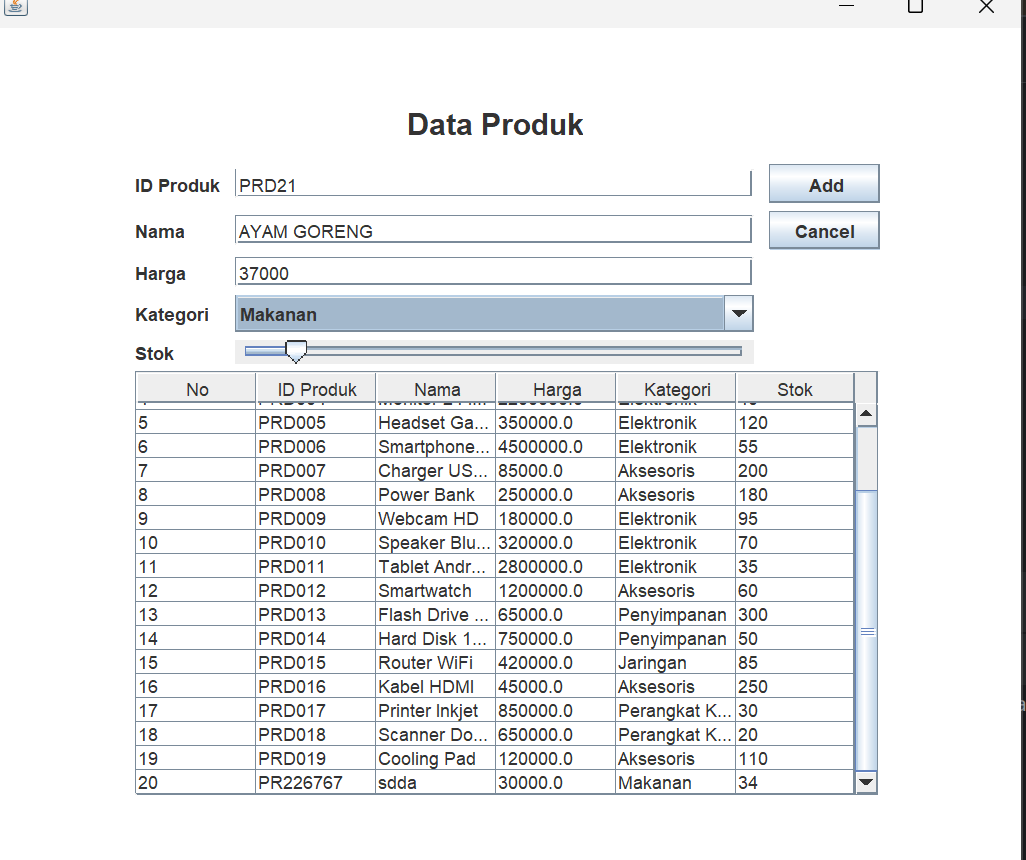 Data Produk
ID Produk PRD21 Add
Nama AYAM GORENG Cancel
Harga 37000
Kategori Makanan
Stok
No ID Produk Nama Harga Kategori Stok
5 PRD005 Headset Ga... 350000.0 Elektronik 120
6 PRD006 Smartphone... 4500000.0 Elektronik 55
7 PRD007 Charger US... 85000.0 Aksesoris 200
8 PRD008 Power Bank 250000.0 Aksesoris 180
9 PRD009 Webcam HD 180000.0 Elektronik 95
10 PRD010 Speaker Blu... 320000.0 Elektronik 70
11 PRD011 Tablet Andr... 2800000.0 Elektronik 35
12 PRD012 Smartwatch 1200000.0 Aksesoris 60
13 PRD013 Flash Drive ... 65000.0 Penyimpanan 300
14 PRD014 Hard Disk 1... 750000.0 Penyimpanan 50
15 PRD015 Router WiFi 420000.0 Jaringan 85
16 PRD016 Kabel HDMI 45000.0 Aksesoris 250
17 PRD017 Printer Inkjet 850000.0 Perangkat K... 30
18 PRD018 Scanner Do... 650000.0 Perangkat K... 20
19 PRD019 Cooling Pad 120000.0 Aksesoris 110
20 PR226767 sdda 30000.0 Makanan 34